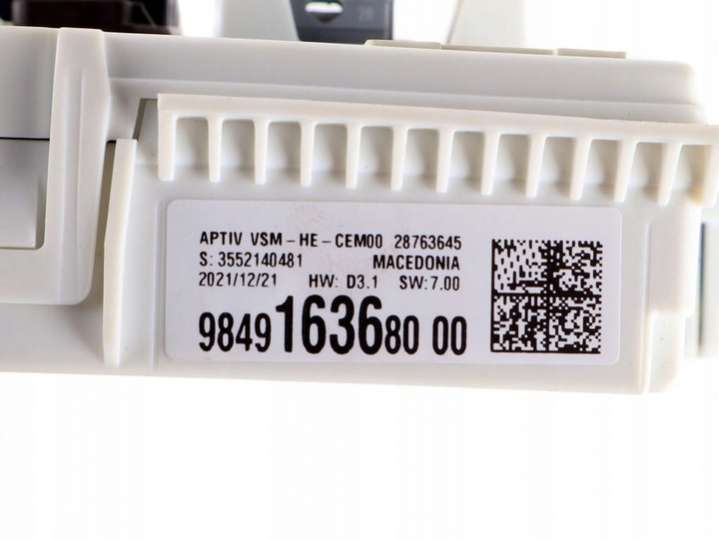 APTIV VSM-HE-CEM00 28763645
S: 3552140481 MACEDONIA
2021/12/21 HW: D3.1 SW:7.00
9849163680 00